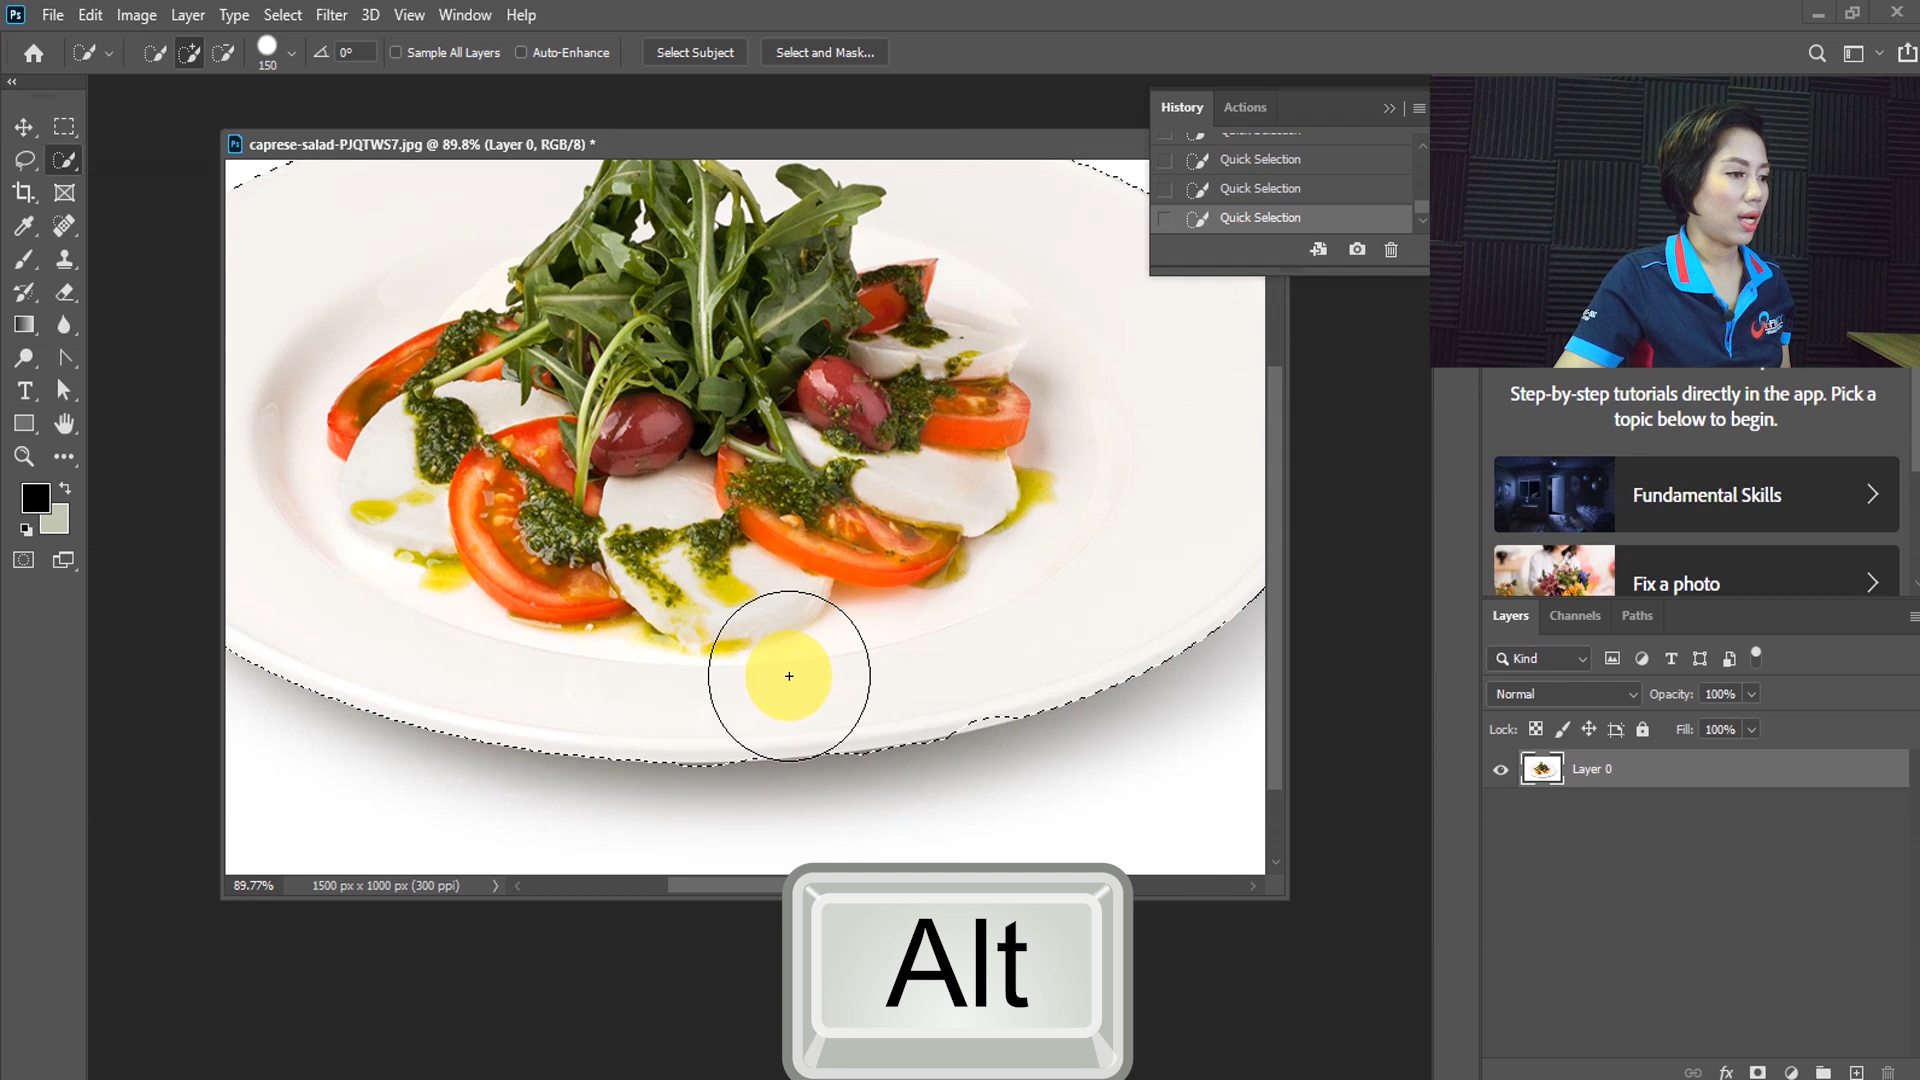 Ps File Edit Image Layer Type Select Filter 3D View Window Help
150
0°
Sample All Layers
Auto-Enhance
Select Subject
Select and Mask...
caprese-salad-PJQTWS7.jpg @ 89.8% (Layer 0, RGB/8) *
History Actions
Quick Selection
Quick Selection
Quick Selection
Quick Selection
Step-by-step tutorials directly in the app. Pick a
topic below to begin.
Fundamental Skills
Fix a photo
Layers Channels Paths
Kind
Normal
Opacity: 100%
Lock:
Fill: 100%
Layer 0
89.77%
1500 px x 1000 px (300 ppi)
Alt
fx